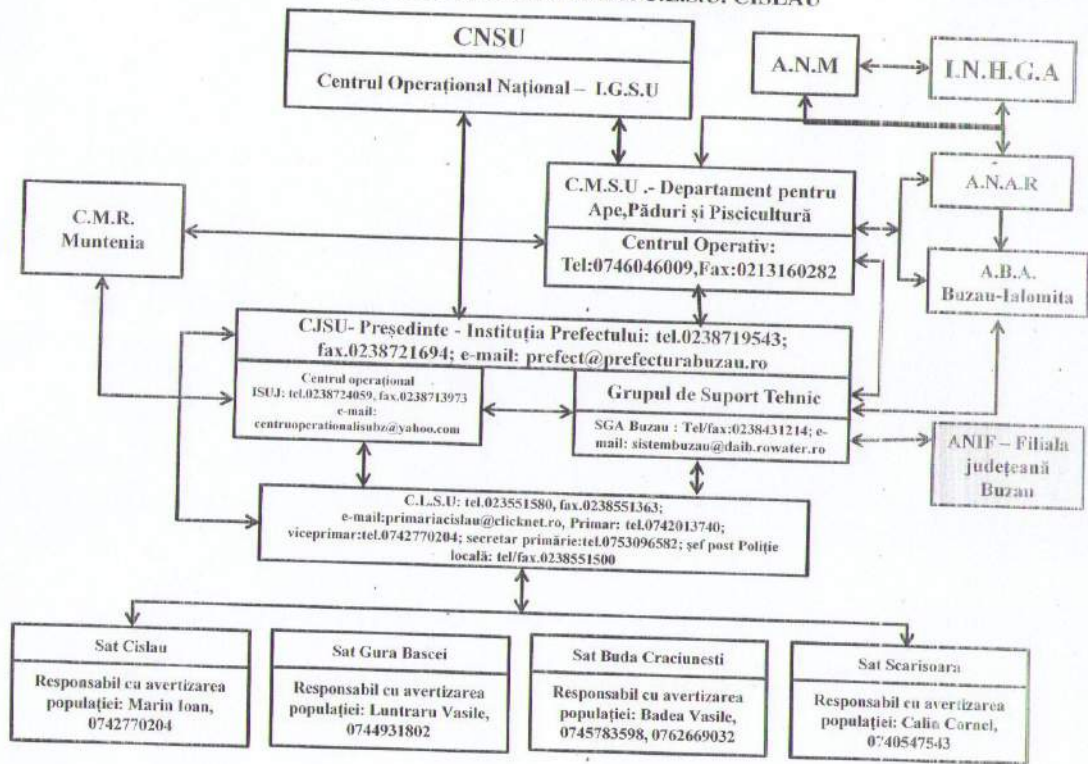 C.L.S.U. CISLAU
CNSU
Centrul Operațional Național – I.G.S.U
A.N.M
I.N.H.G.A
C.M.R.
Muntenia
C.M.S.U .- Departament pentru
Ape,Păduri și Piscicultură
Centrul Operativ:
Tel:0746046009,Fax:0213160282
A.N.A.R
A.B.A.
Buzau-Ialomita
CJSU- Președinte - Instituția Prefectului: tel.0238719543;
fax.0238721694; e-mail: prefect@prefecturabuzau.ro
Centrul operațional
ISUJ: tel.0238724059, fax.0238713973
e-mail:
centruoperationalisubz@yahoo.com
Grupul de Suport Tehnic
SGA Buzau : Tel/fax:0238431214; e-
mail: sistembuzau@daib.rowater.ro
ANIF – Filiala
județeană
Buzau
C.L.S.U: tel.023551580, fax.0238551363;
e-mail:primariacislau@clicknet.ro, Primar: tel.0742013740;
viceprimar:tel.0742770204; secretar primărie:tel.0753096582; șef post Poliție
locală: tel/fax.0238551500
Sat Cislau
Responsabil cu avertizarea
populației: Marin Ioan,
0742770204
Sat Gura Bascei
Responsabil cu avertizarea
populației: Luntraru Vasile,
0744931802
Sat Buda Craciunesti
Responsabil cu avertizarea
populației: Badea Vasile,
0745783598, 0762669032
Sat Scarisoara
Responsabil cu avertizarea
populației: Calin Cornel,
0740547543